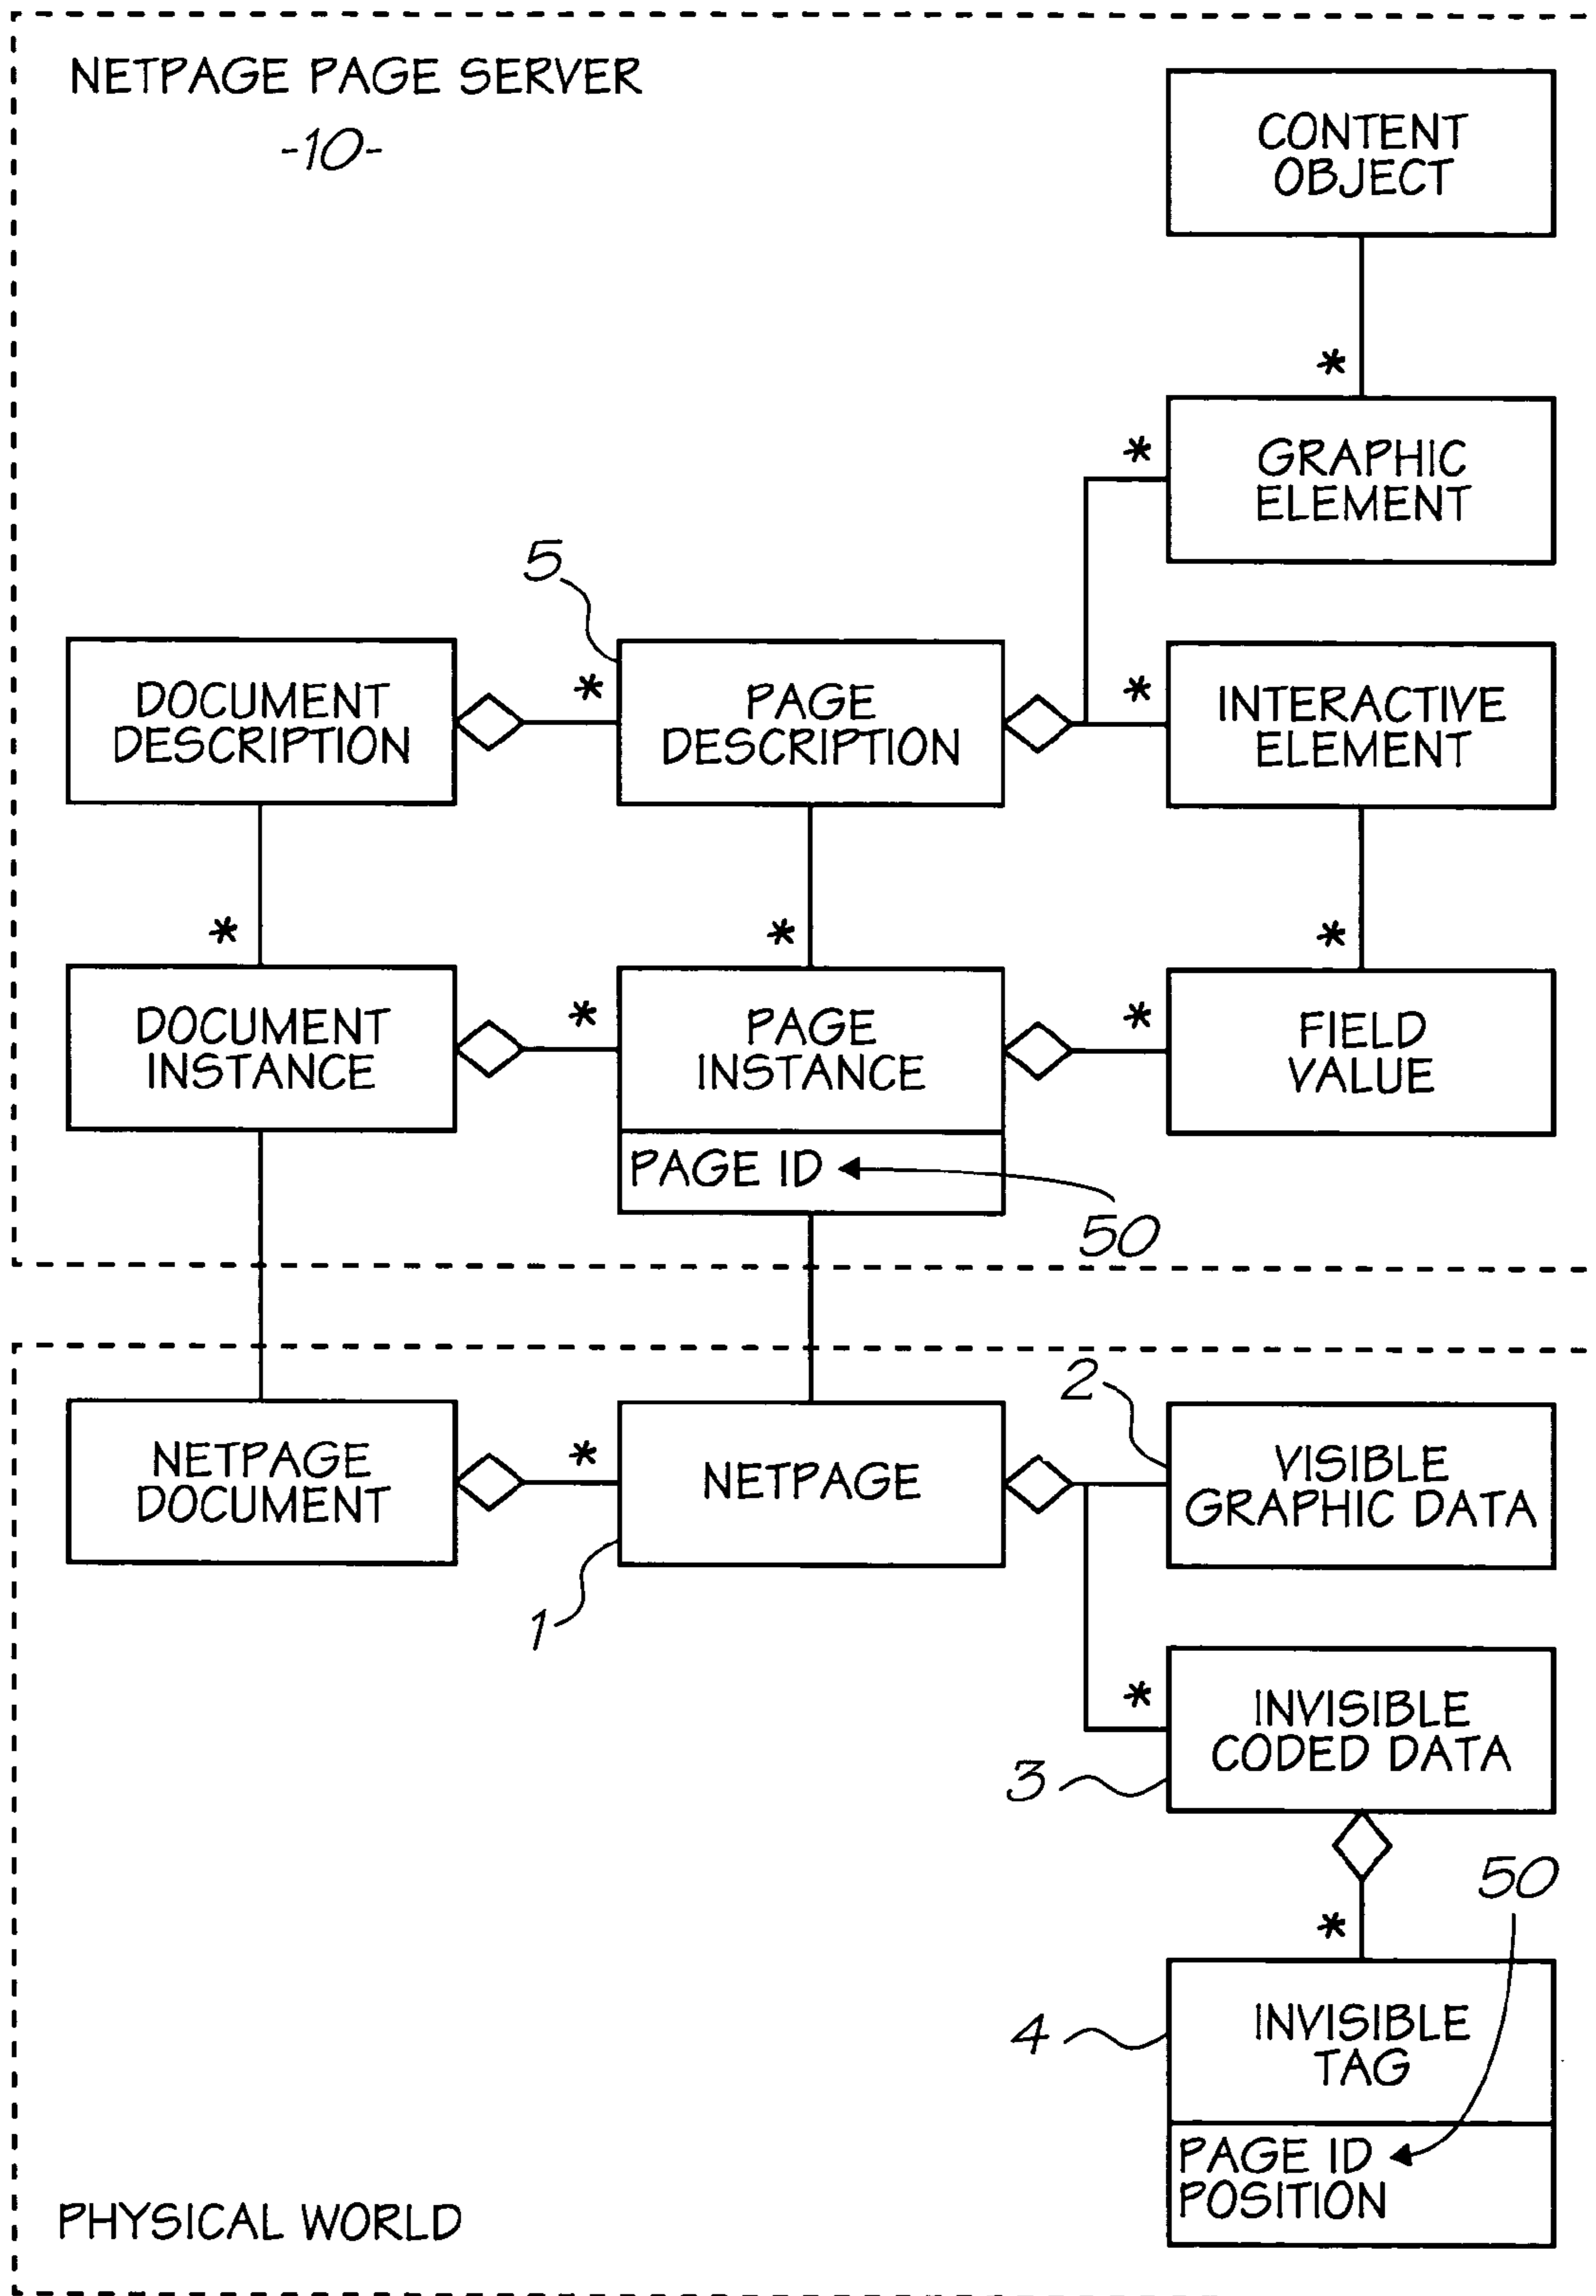 NETPAGE PAGE SERVER
-10-
CONTENT
OBJECT
*
*
GRAPHIC
ELEMENT
5
DOCUMENT
DESCRIPTION
*
PAGE
DESCRIPTION
*
INTERACTIVE
ELEMENT
*
*
*
DOCUMENT
INSTANCE
*
PAGE
INSTANCE
*
FIELD
VALUE
PAGE ID
50
2
NETPAGE
DOCUMENT
*
NETPAGE
VISIBLE
GRAPHIC DATA
1
*
INVISIBLE
CODED DATA
3
50
*
4
INVISIBLE
TAG
PAGE ID
POSITION
PHYSICAL WORLD